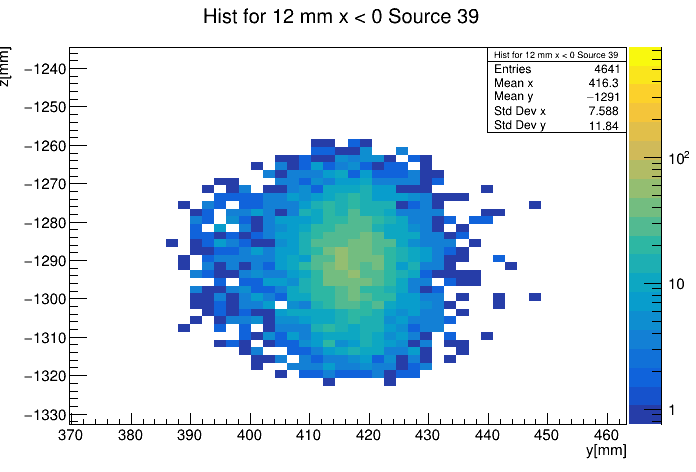 Hist for 12 mm x < 0 Source 39
z[mm]
Hist for 12 mm x < 0 Source 39
Entries 4641
Mean x 416.3
Mean y −1291
Std Dev x 7.588
Std Dev y 11.84
−1240
−1250
−1260
−1270
−1280
−1290
−1300
−1310
−1320
−1330
370 380 390 400 410 420 430 440 450 460
y[mm]
10²
10
1